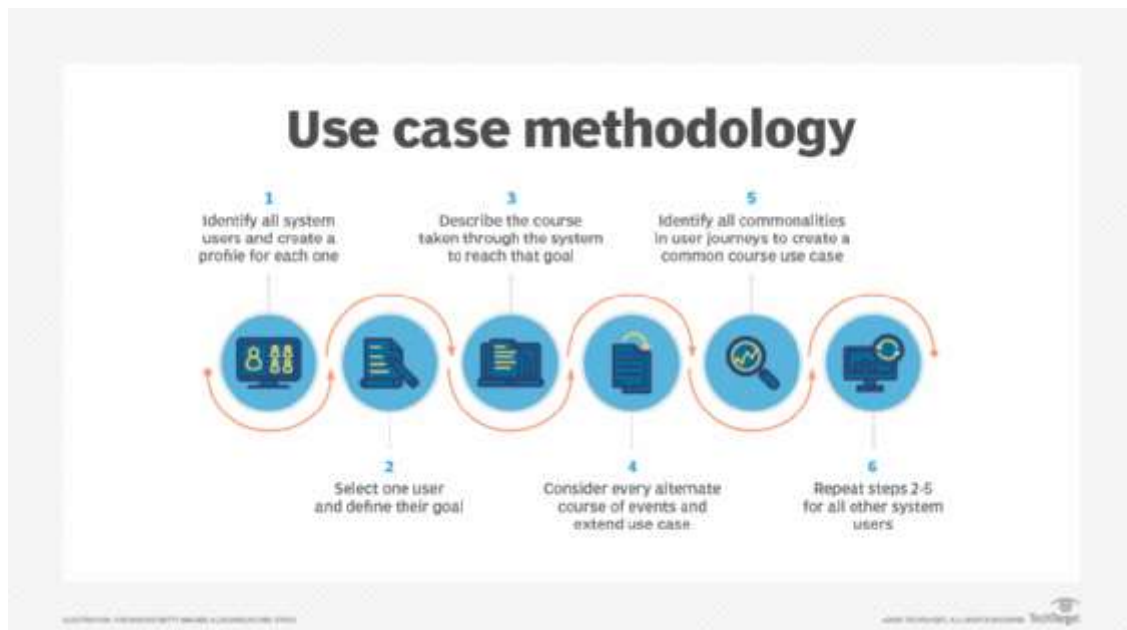 Use case methodology
1
Identify all system
users and create a
profile for each one
2
Select one user
and define their goal
3
Describe the course
taken through the system
to reach that goal
4
Consider every alternate
course of events and
extend use case
5
Identify all commonalities
in user journeys to create a
common course use case
6
Repeat steps 2-5
for all other system
users
TechTarget